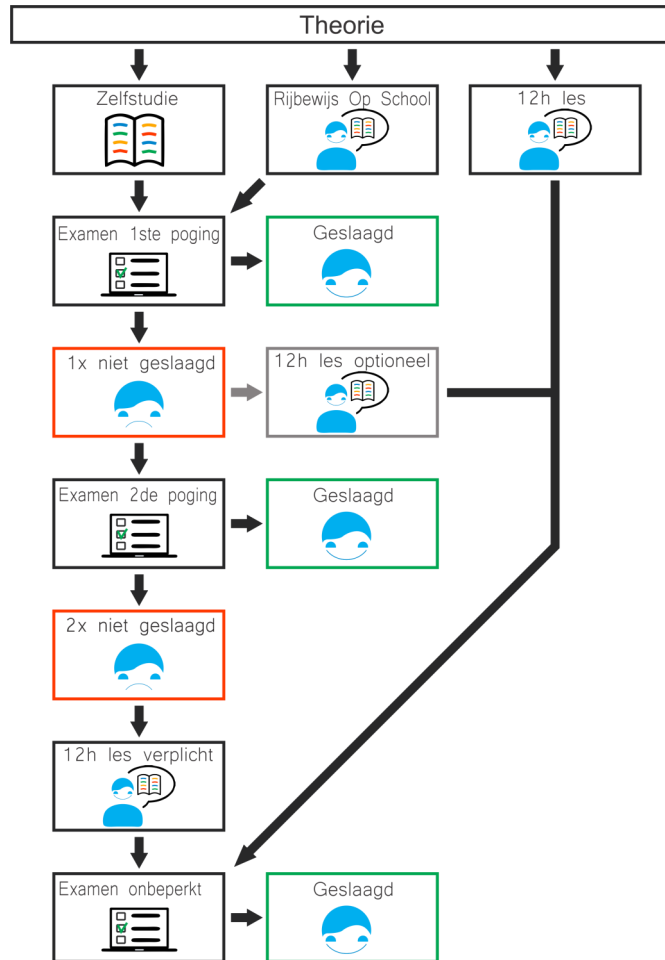 Theorie
Zelfstudie
Rijbewijs Op School
12h les
Examen 1ste poging
Geslaagd
1x niet geslaagd
12h les optioneel
Examen 2de poging
Geslaagd
2x niet geslaagd
12h les verplicht
Examen onbeperkt
Geslaagd